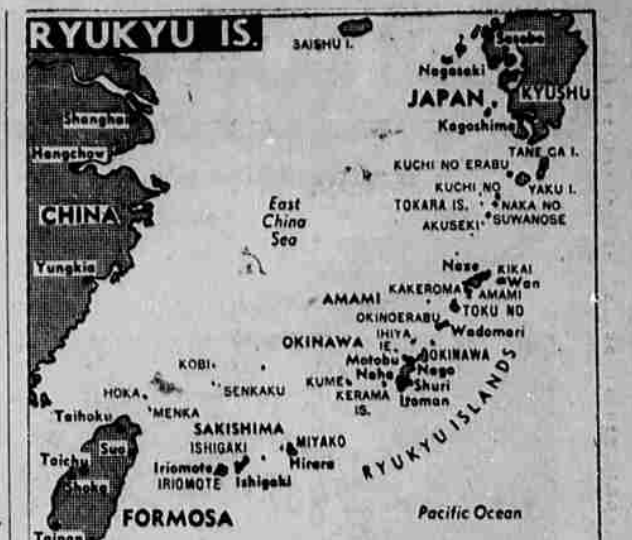 RYUKYU IS.
SAISHU I.
Sasebo
Nagasaki
JAPAN
KYUSHU
Kagoshima
Shanghai
Hangchow
TANE GA I.
KUCHI NO ERABU
YAKU I.
KUCHI NO
TOKARA IS.
NAKA NO
SUWANOSE
AKUSEKI
East
China
Sea
CHINA
Yungkia
Naze
KIKAI
Wan
KAKEROMA
AMAMI
AMAMI
TOKU NO
OKINOERABU
Wadomari
IHIYA
IE.
OKINAWA
OKINAWA
Motobu
Nago
Naha
Shuri
KUME
KERAMA
IS.
Itoman
KOBI
SENKAKU
HOKA
MENKA
RYUKYU ISLANDS
Taihoku
SAKISHIMA
Suo
ISHIGAKI
MIYAKO
Hirara
Taichu
Iriomote
IRIOMOTE
Ishigaki
Shoka
FORMOSA
Pacific Ocean
Tainan